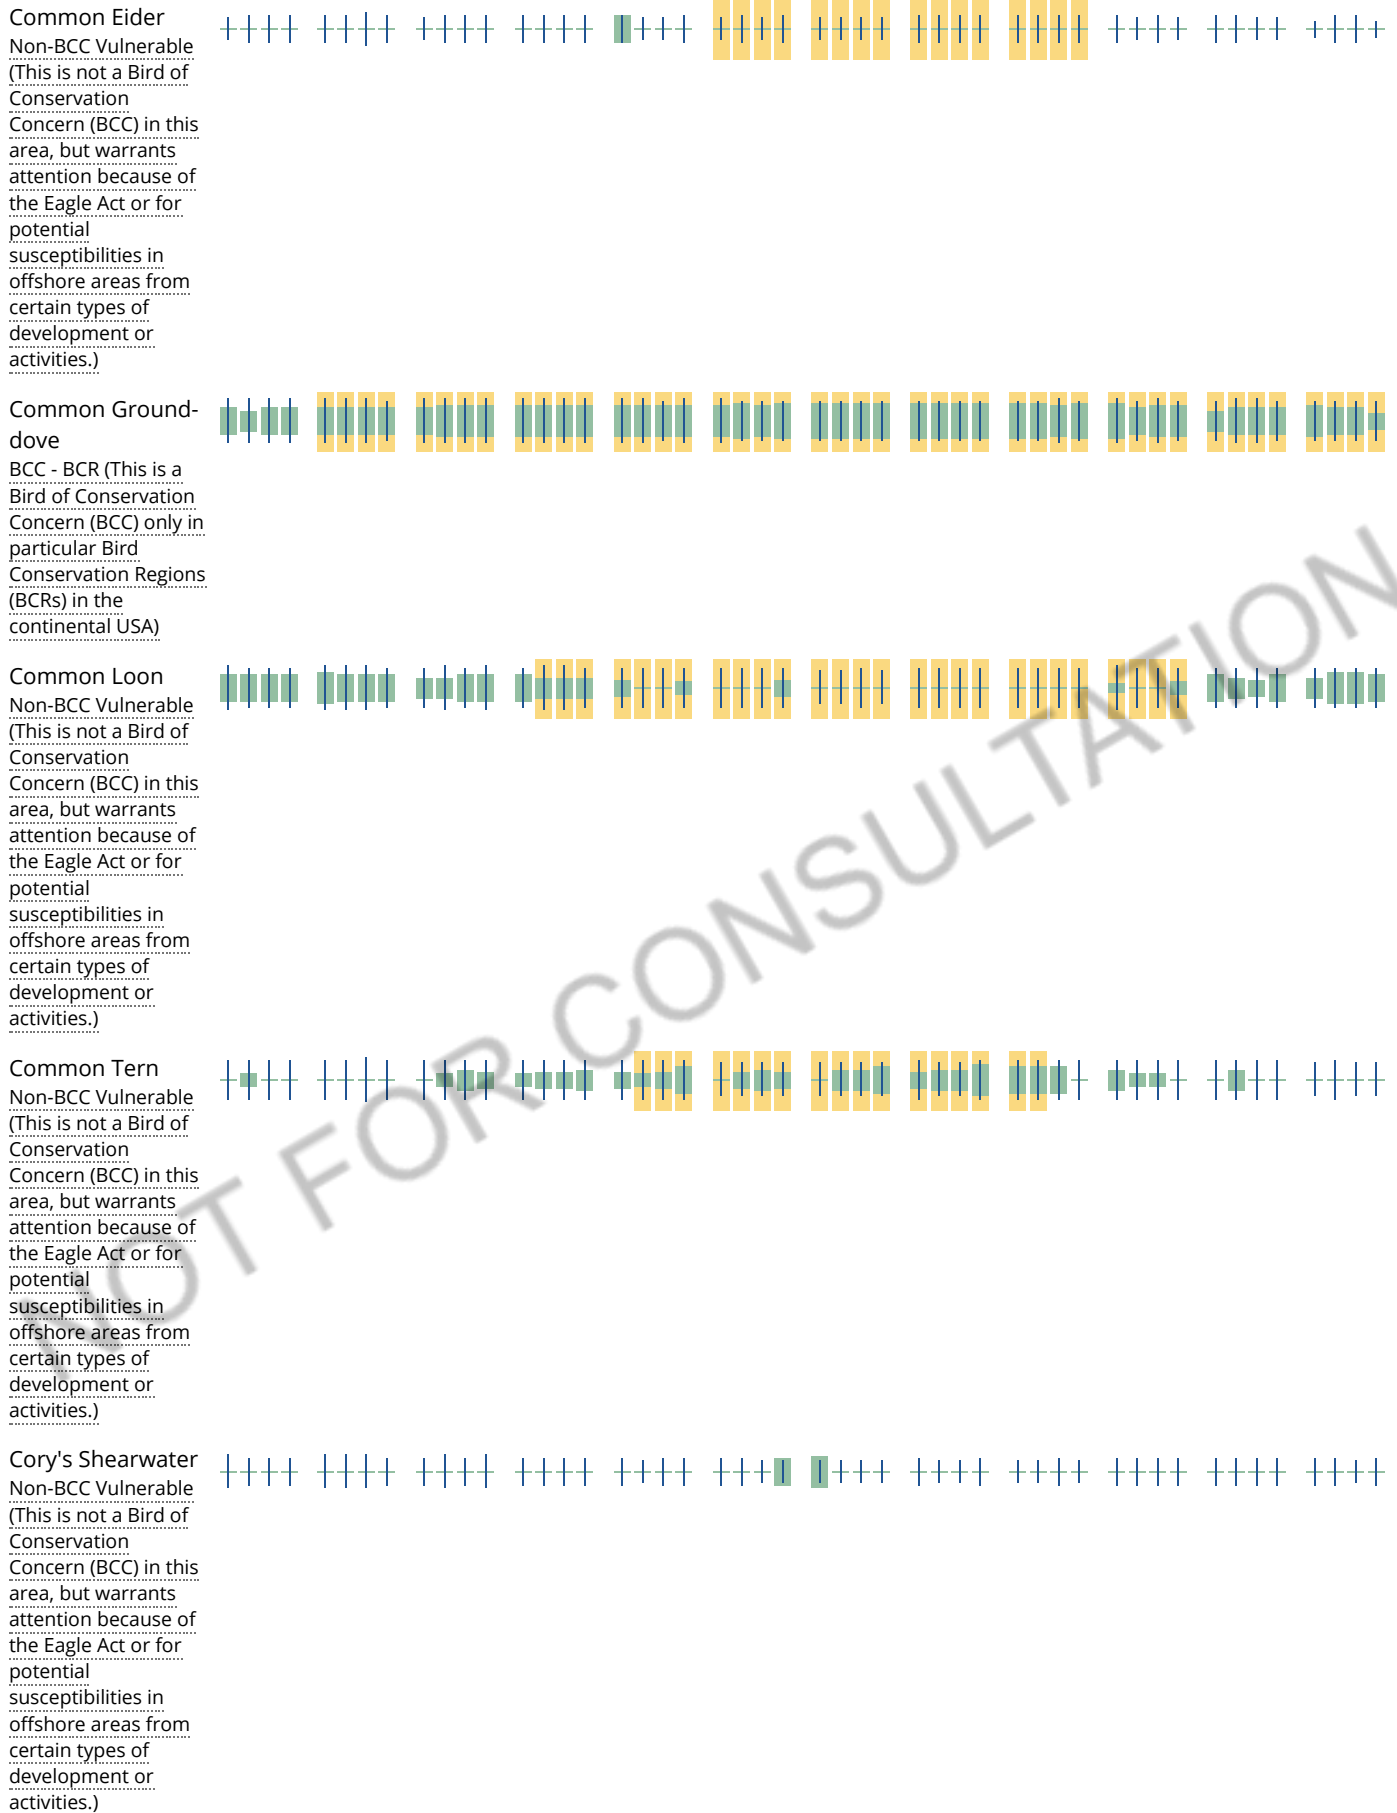 Common Eider
Non-BCC Vulnerable
(This is not a Bird of
Conservation
Concern (BCC) in this
area, but warrants
attention because of
the Eagle Act or for
potential
susceptibilities in
offshore areas from
certain types of
development or
activities.)
Common Ground-
dove
BCC - BCR (This is a
Bird of Conservation
Concern (BCC) only in
particular Bird
Conservation Regions
(BCRs) in the
continental USA)
Common Loon
Non-BCC Vulnerable
(This is not a Bird of
Conservation
Concern (BCC) in this
area, but warrants
attention because of
the Eagle Act or for
potential
susceptibilities in
offshore areas from
certain types of
development or
activities.)
Common Tern
Non-BCC Vulnerable
(This is not a Bird of
Conservation
Concern (BCC) in this
area, but warrants
attention because of
the Eagle Act or for
potential
susceptibilities in
offshore areas from
certain types of
development or
activities.)
Cory's Shearwater
Non-BCC Vulnerable
(This is not a Bird of
Conservation
Concern (BCC) in this
area, but warrants
attention because of
the Eagle Act or for
potential
susceptibilities in
offshore areas from
certain types of
development or
activities.)
NOT FOR CONSULTATION